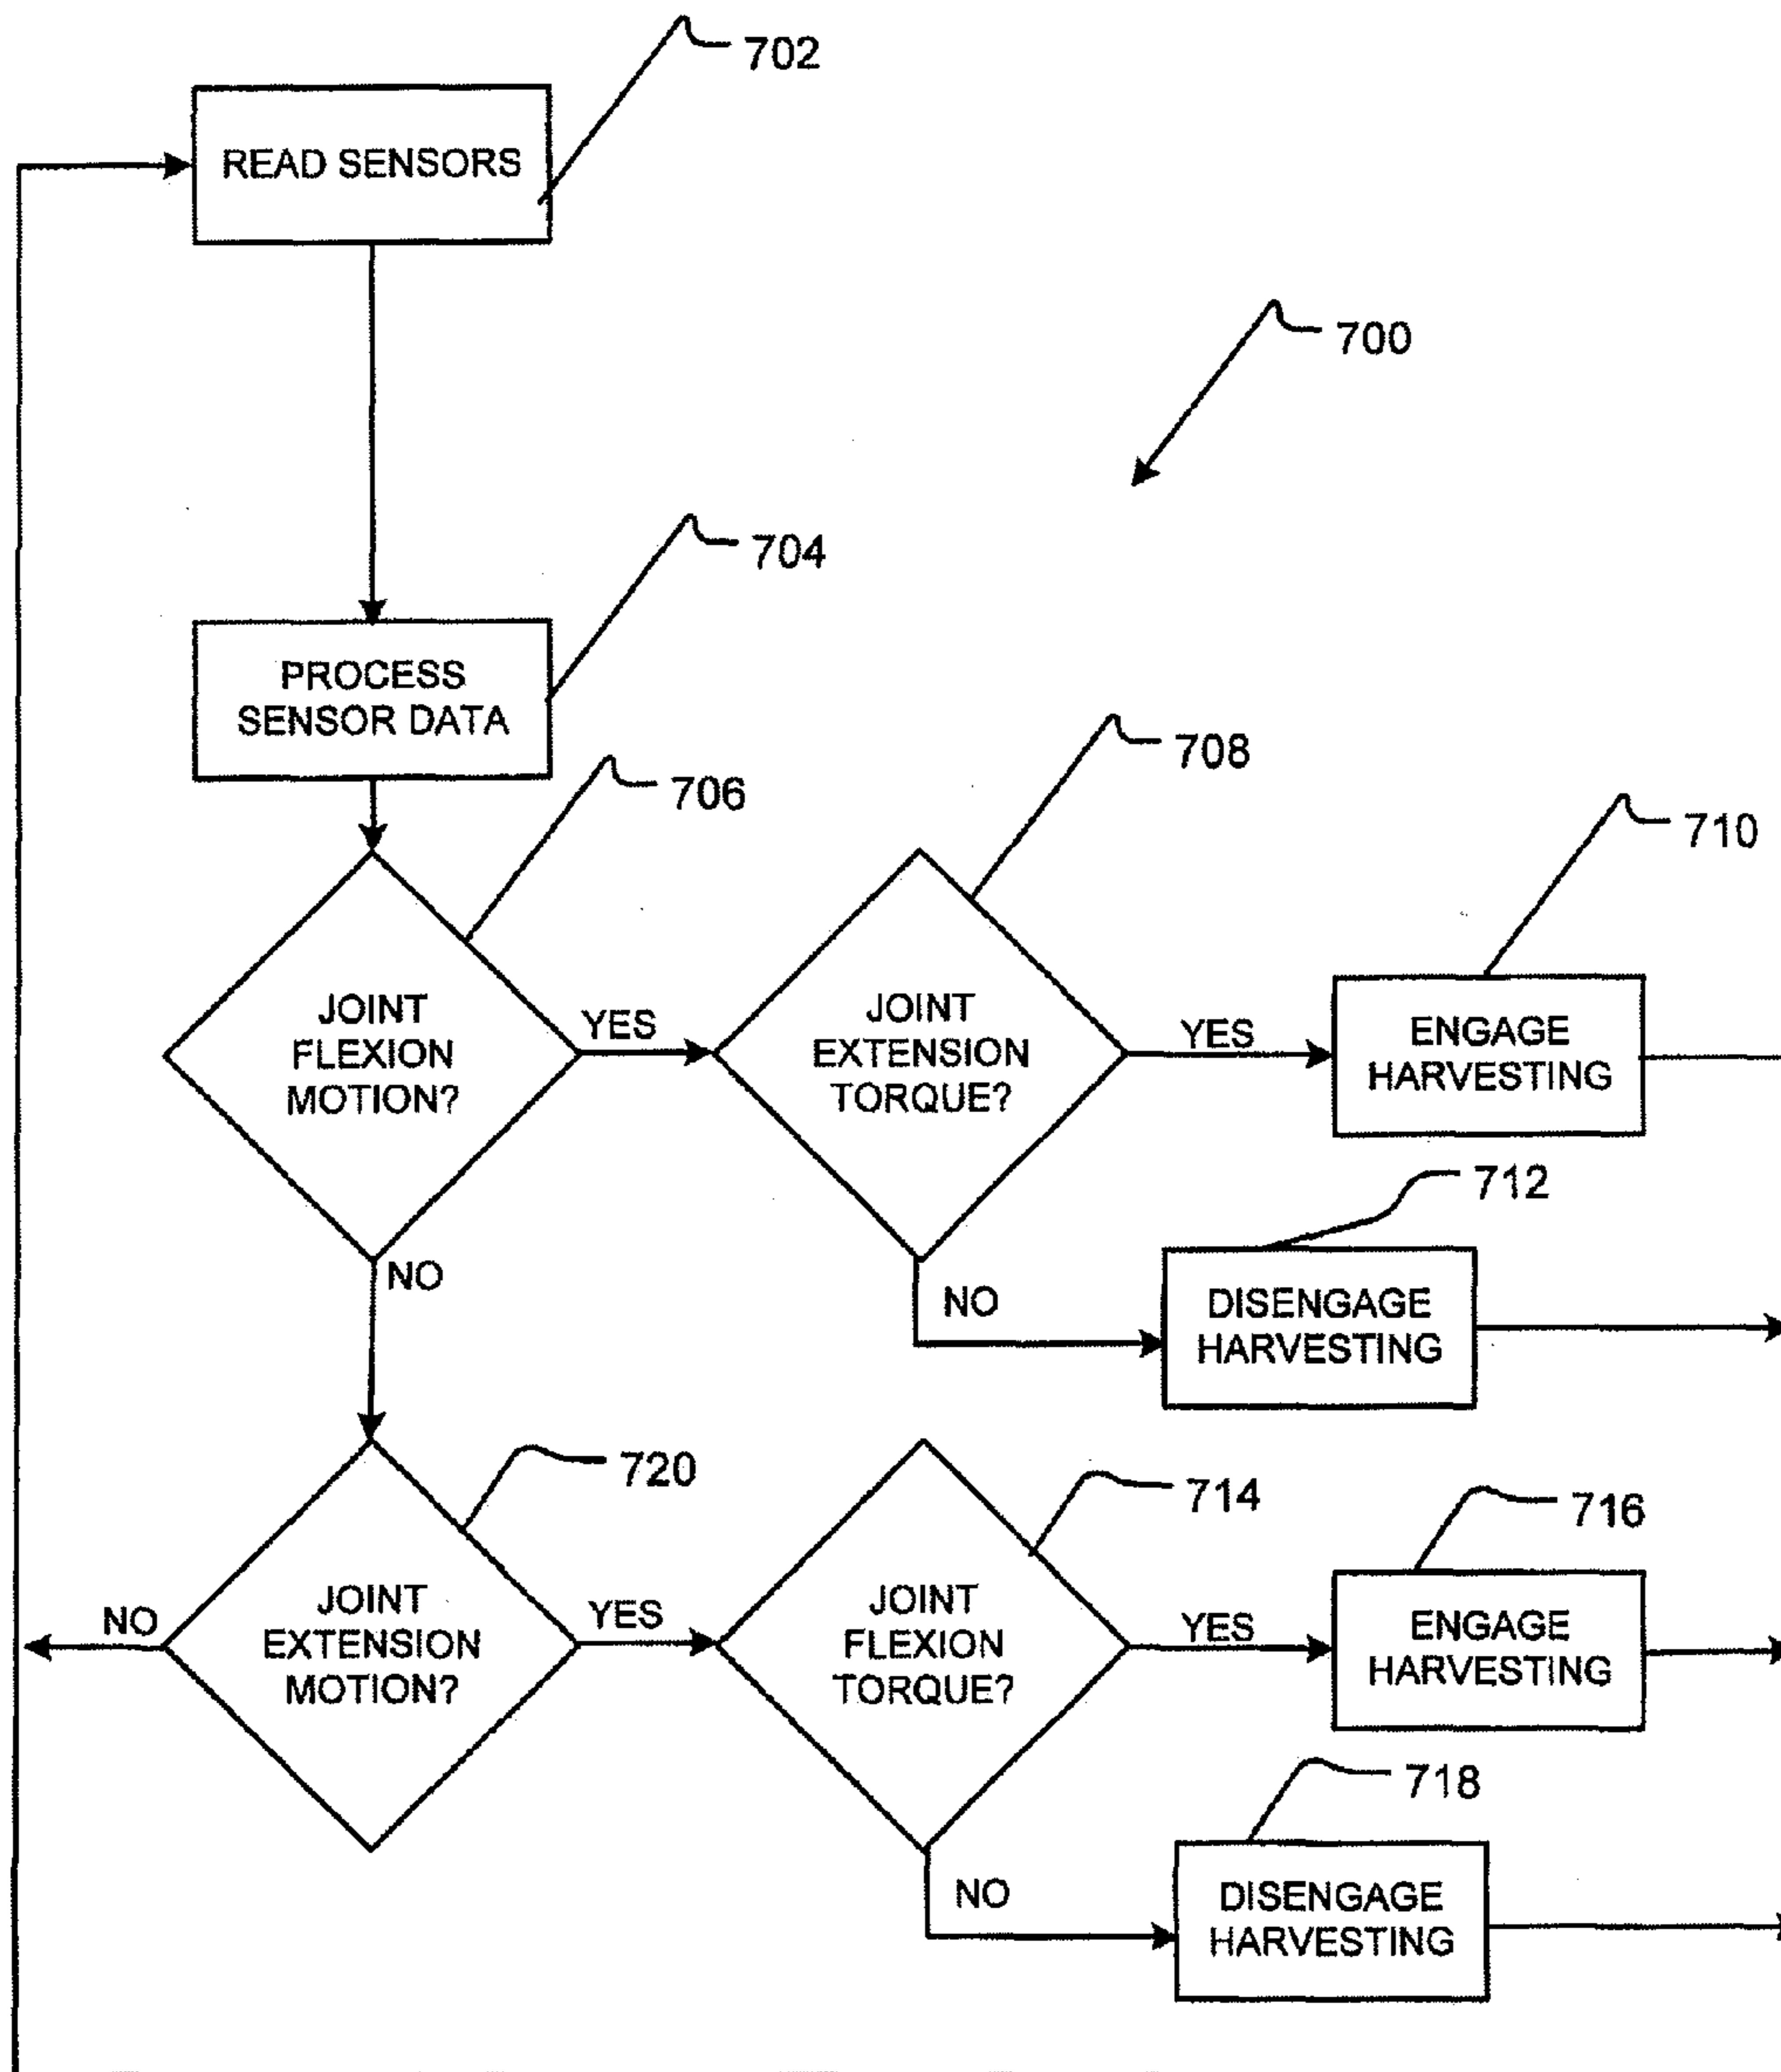 702
READ SENSORS
700
704
PROCESS
SENSOR DATA
706
708
710
JOINT
FLEXION
MOTION?
YES
JOINT
EXTENSION
TORQUE?
YES
ENGAGE
HARVESTING
712
NO
NO
DISENGAGE
HARVESTING
720
714
716
NO
JOINT
EXTENSION
MOTION?
YES
JOINT
FLEXION
TORQUE?
YES
ENGAGE
HARVESTING
718
NO
DISENGAGE
HARVESTING